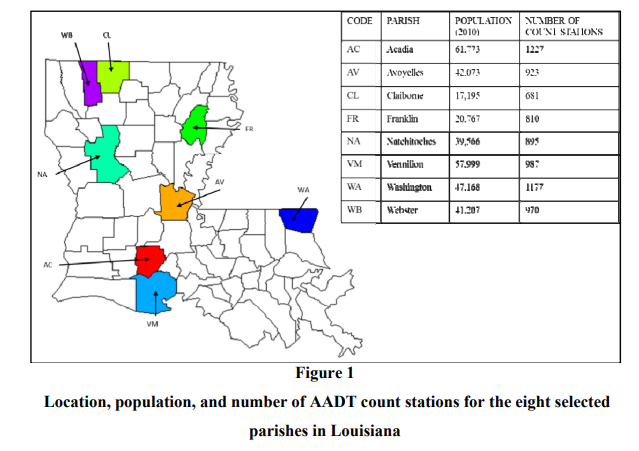 WB
CL
FR
NA
AV
WA
AC
VM
CODE PARISH POPULATION (2010) NUMBER OF COUNT STATIONS
AC Acadia 61,773 1227
AV Avoyelles 42,073 923
CL Claiborne 17,195 681
FR Franklin 20,767 810
NA Natchitoches 39,566 895
VM Vermilion 57,999 987
WA Washington 47,168 1177
WB Webster 41,207 970
Figure 1
Location, population, and number of AADT count stations for the eight selected
parishes in Louisiana